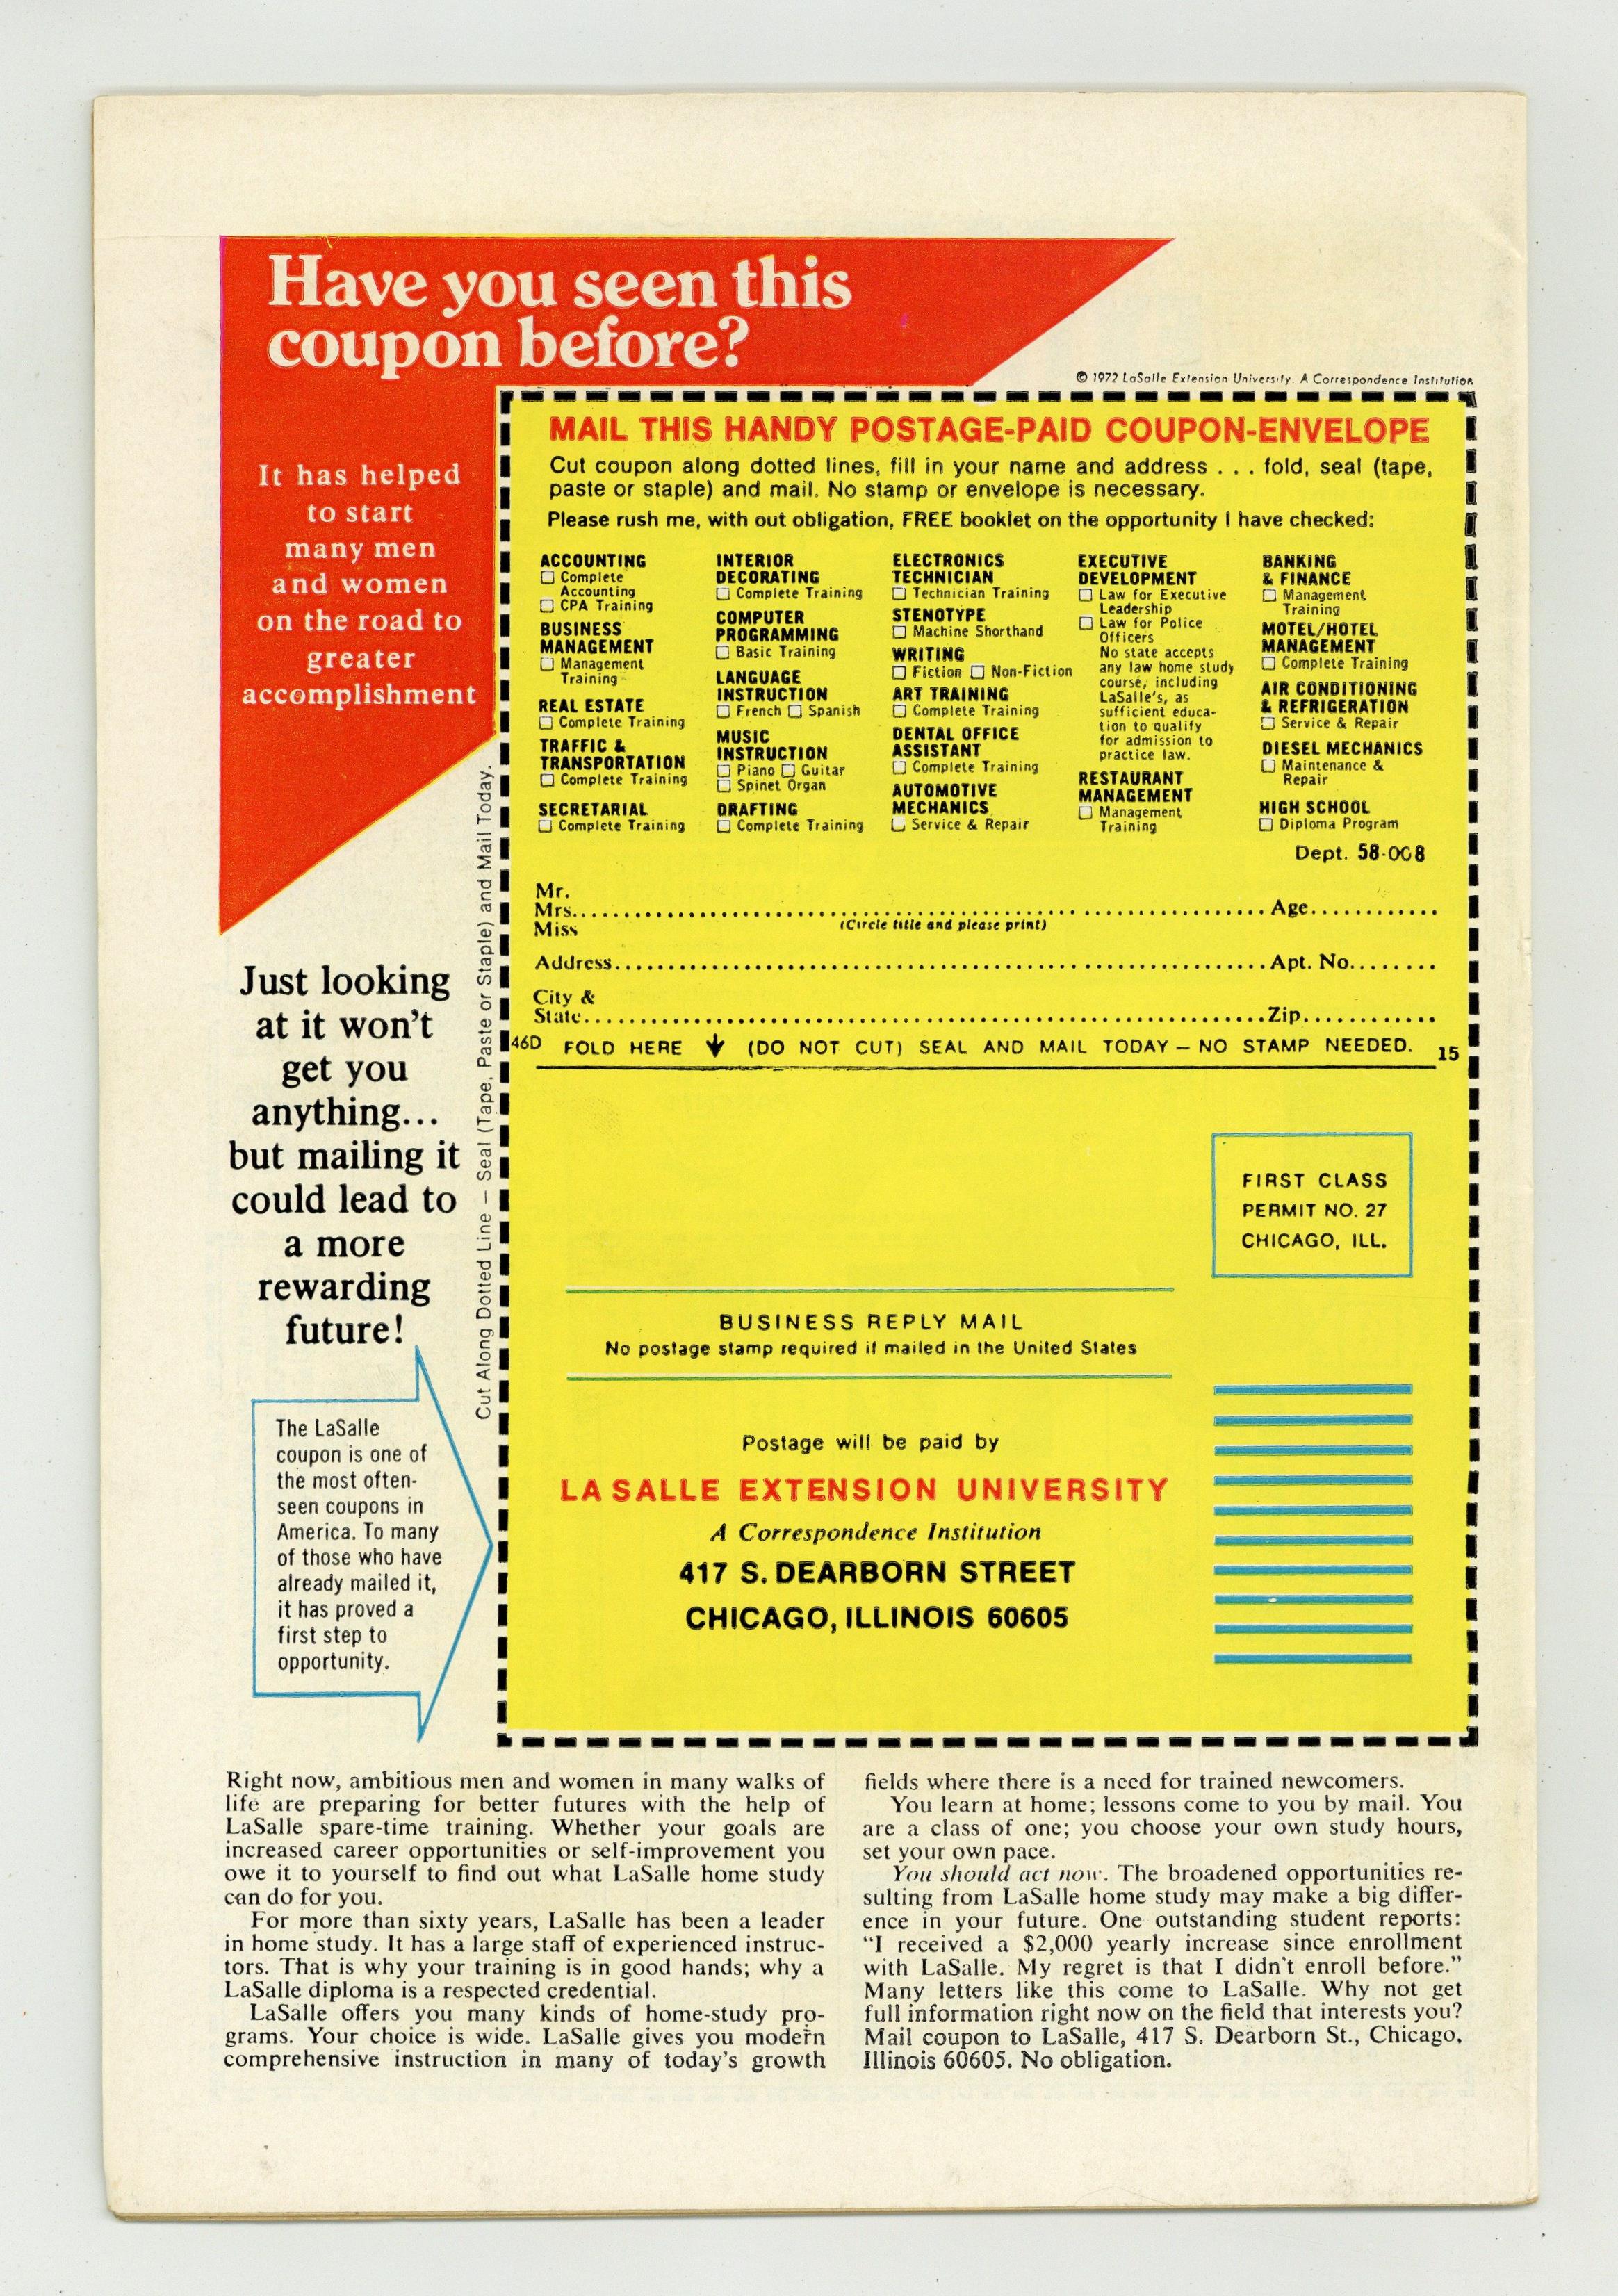 Have you seen this
coupon before?
© 1972 LaSalle Extension University. A Correspondence Institution
It has helped
to start
many men
and women
on the road to
greater
accomplishment
MAIL THIS HANDY POSTAGE-PAID COUPON-ENVELOPE
Cut coupon along dotted lines, fill in your name and address . . . fold, seal (tape,
paste or staple) and mail. No stamp or envelope is necessary.
Please rush me, with out obligation, FREE booklet on the opportunity I have checked:
ACCOUNTING
Complete
Accounting
CPA Training
BUSINESS
MANAGEMENT
Management
Training
REAL ESTATE
Complete Training
TRAFFIC &
TRANSPORTATION
Complete Training
SECRETARIAL
Complete Training
INTERIOR
DECORATING
Complete Training
COMPUTER
PROGRAMMING
Basic Training
LANGUAGE
INSTRUCTION
French Spanish
MUSIC
INSTRUCTION
Piano Guitar
Spinet Organ
DRAFTING
Complete Training
ELECTRONICS
TECHNICIAN
Technician Training
STENOTYPE
Machine Shorthand
WRITING
Fiction Non-Fiction
ART TRAINING
Complete Training
DENTAL OFFICE
ASSISTANT
Complete Training
AUTOMOTIVE
MECHANICS
Service & Repair
EXECUTIVE
DEVELOPMENT
Law for Executive
Leadership
Law for Police
Officers
No state accepts
any law home study
course, including
LaSalle's, as
sufficient educa-
tion to qualify
for admission to
practice law.
RESTAURANT
MANAGEMENT
Management
Training
BANKING
& FINANCE
Management
Training
MOTEL/HOTEL
MANAGEMENT
Complete Training
AIR CONDITIONING
& REFRIGERATION
Service & Repair
DIESEL MECHANICS
Maintenance &
Repair
HIGH SCHOOL
Diploma Program
Dept. 58-008
Mr.
Mrs. Age
Miss (Circle title and please print)
Address Apt. No.
City &
State Zip
46D FOLD HERE (DO NOT CUT) SEAL AND MAIL TODAY — NO STAMP NEEDED. 15
Cut Along Dotted Line — Seal (Tape, Paste or Staple) and Mail Today.
Just looking
at it won't
get you
anything...
but mailing it
could lead to
a more
rewarding
future!
The LaSalle
coupon is one of
the most often-
seen coupons in
America. To many
of those who have
already mailed it,
it has proved a
first step to
opportunity.
FIRST CLASS
PERMIT NO. 27
CHICAGO, ILL.
BUSINESS REPLY MAIL
No postage stamp required if mailed in the United States
Postage will be paid by
LA SALLE EXTENSION UNIVERSITY
A Correspondence Institution
417 S. DEARBORN STREET
CHICAGO, ILLINOIS 60605
Right now, ambitious men and women in many walks of
life are preparing for better futures with the help of
LaSalle spare-time training. Whether your goals are
increased career opportunities or self-improvement you
owe it to yourself to find out what LaSalle home study
can do for you.
For more than sixty years, LaSalle has been a leader
in home study. It has a large staff of experienced instruc-
tors. That is why your training is in good hands; why a
LaSalle diploma is a respected credential.
LaSalle offers you many kinds of home-study pro-
grams. Your choice is wide. LaSalle gives you modern
comprehensive instruction in many of today's growth
fields where there is a need for trained newcomers.
You learn at home; lessons come to you by mail. You
are a class of one; you choose your own study hours,
set your own pace.
You should act now. The broadened opportunities re-
sulting from LaSalle home study may make a big differ-
ence in your future. One outstanding student reports:
“I received a $2,000 yearly increase since enrollment
with LaSalle. My regret is that I didn't enroll before.”
Many letters like this come to LaSalle. Why not get
full information right now on the field that interests you?
Mail coupon to LaSalle, 417 S. Dearborn St., Chicago,
Illinois 60605. No obligation.